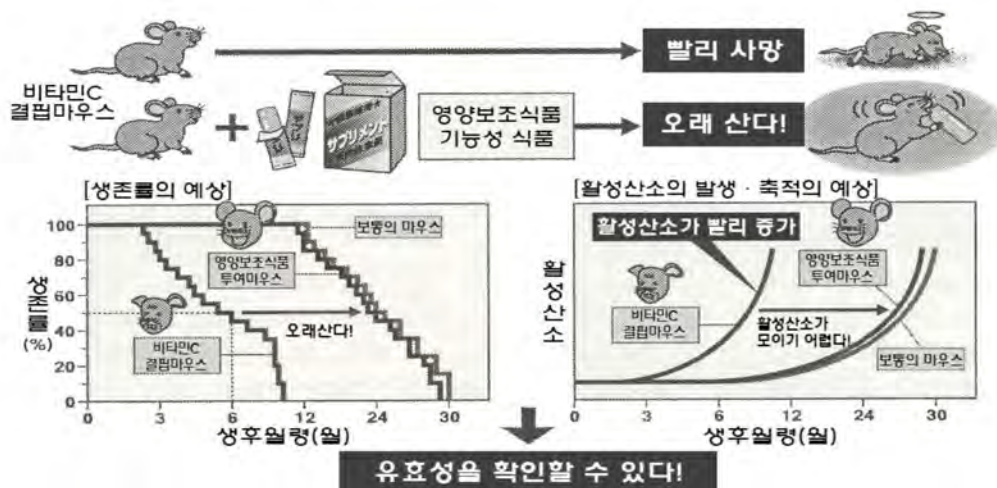 빨리 사망
비타민C
결핍마우스
+
サプリメント
영양보조식품
기능성 식품
오래 산다!
[생존률의 예상]
생존률
(%)
100
80
60
40
20
0
보통의 마우스
영양보조식품
투여마우스
오래산다!
비타민C
결핍마우스
0 3 6 12 24 30
생후월령(월)
[활성산소의 발생 · 축적의 예상]
활성산소
활성산소가 빨리 증가
영양보조식품
투여마우스
비타민C
결핍마우스
활성산소가
모이기 어렵다!
보통의 마우스
0 3 6 12 24 30
생후월령(월)
유효성을 확인할 수 있다!